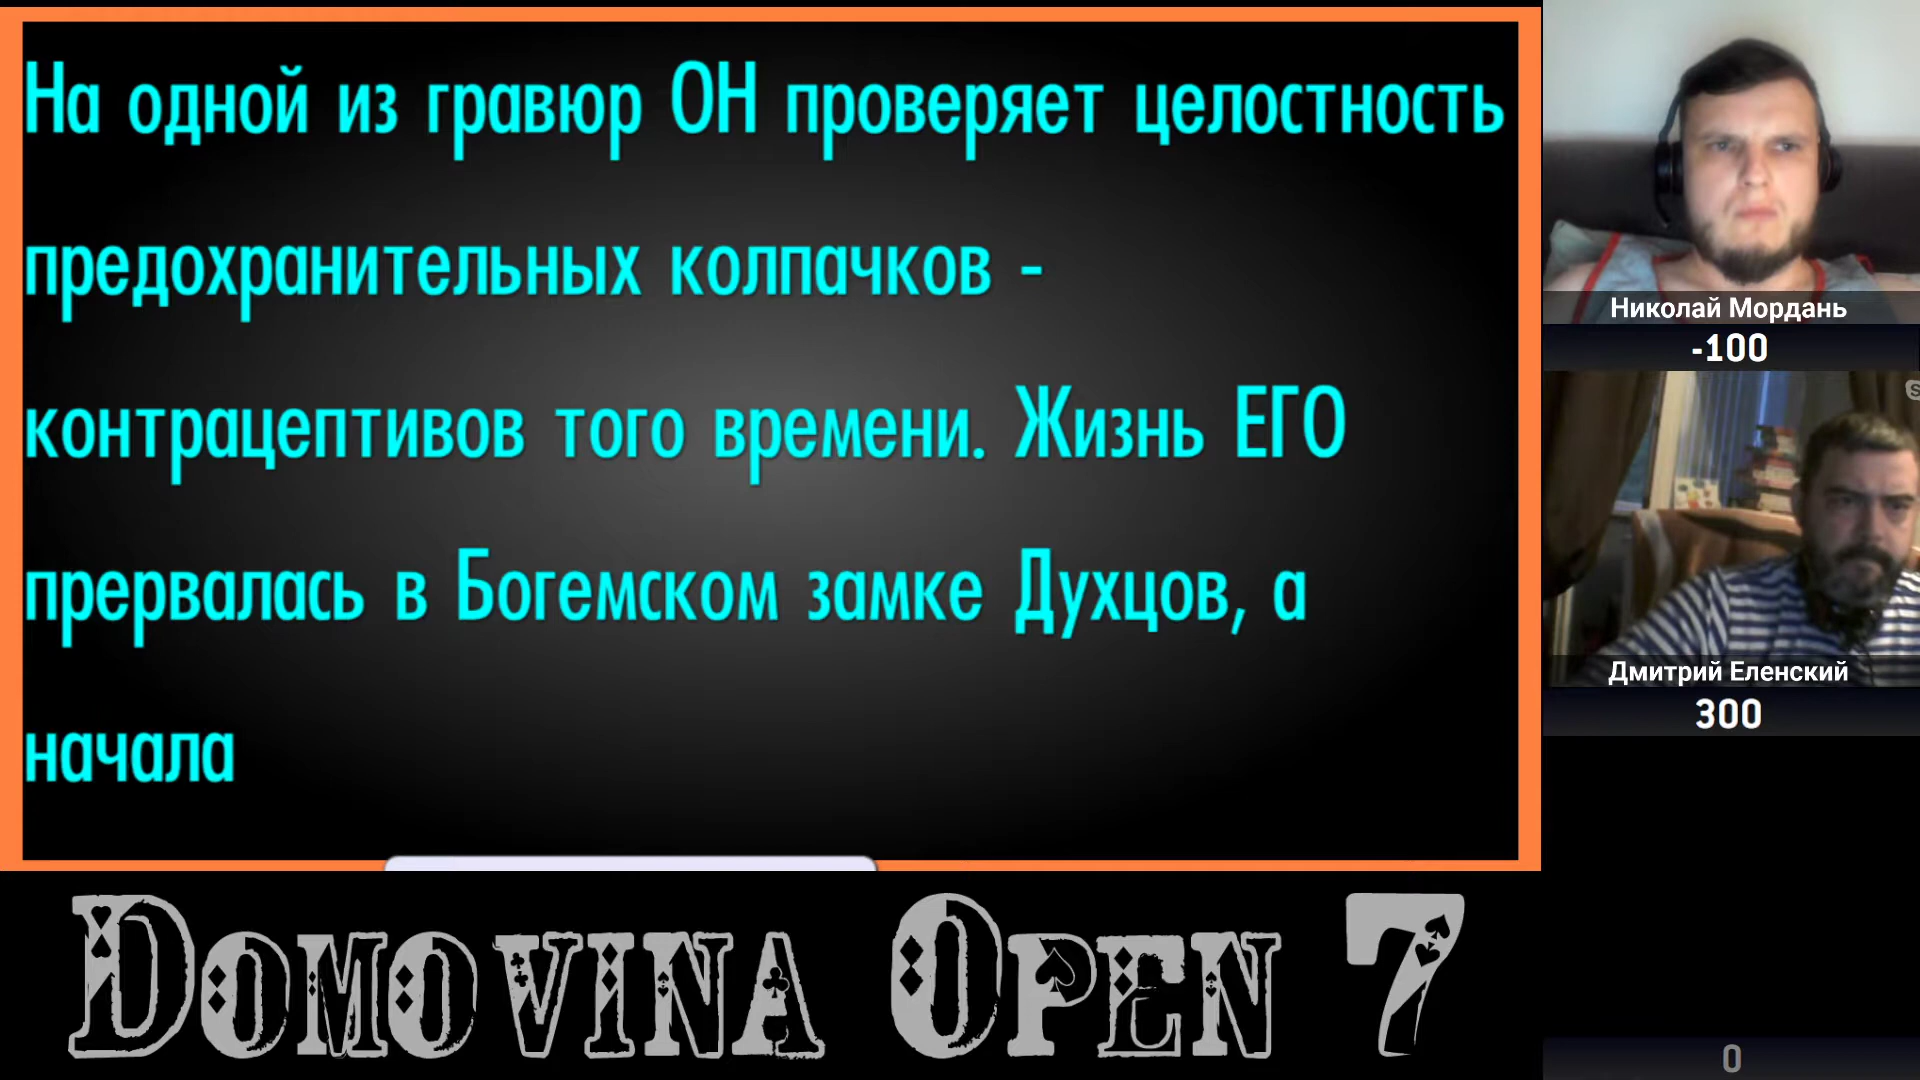 На одной из гравюр ОН проверяет целостность
предохранительных колпачков -
контрацептивов того времени. Жизнь ЕГО
прервалась в Богемском замке Духцов, а
начала
Николай Мордань
-100
S
Дмитрий Еленский
300
DOMOVINA OPEN 7
0